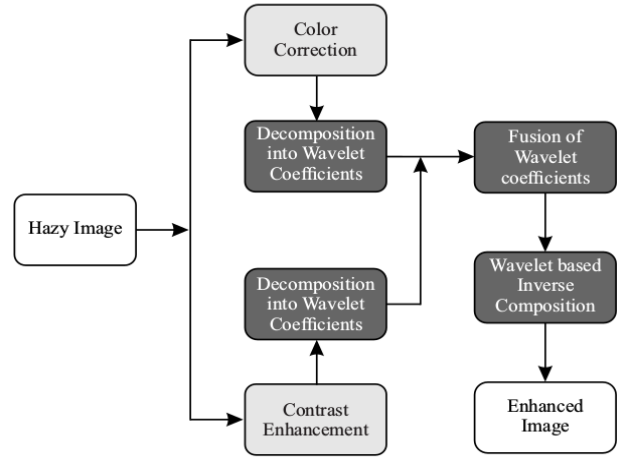 Color
Correction
Decomposition
into Wavelet
Coefficients
Fusion of
Wavelet
coefficients
Hazy Image
Decomposition
into Wavelet
Coefficients
Wavelet based
Inverse
Composition
Contrast
Enhancement
Enhanced
Image